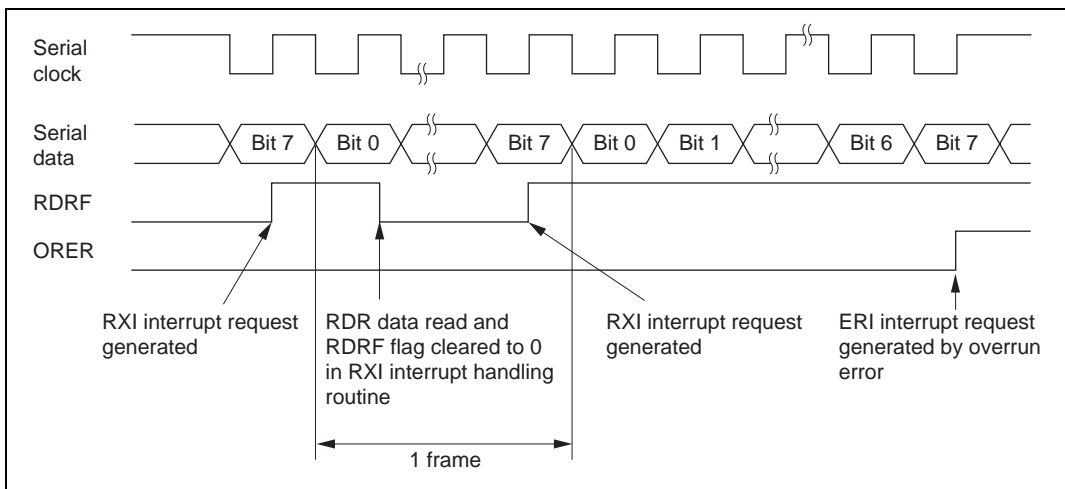 Serial
clock
Serial
data
Bit 7
Bit 0
Bit 7
Bit 0
Bit 1
Bit 6
Bit 7
RDRF
ORER
RXI interrupt request
generated
RDR data read and
RDRF flag cleared to 0
in RXI interrupt handling
routine
RXI interrupt request
generated
ERI interrupt request
generated by overrun
error
1 frame